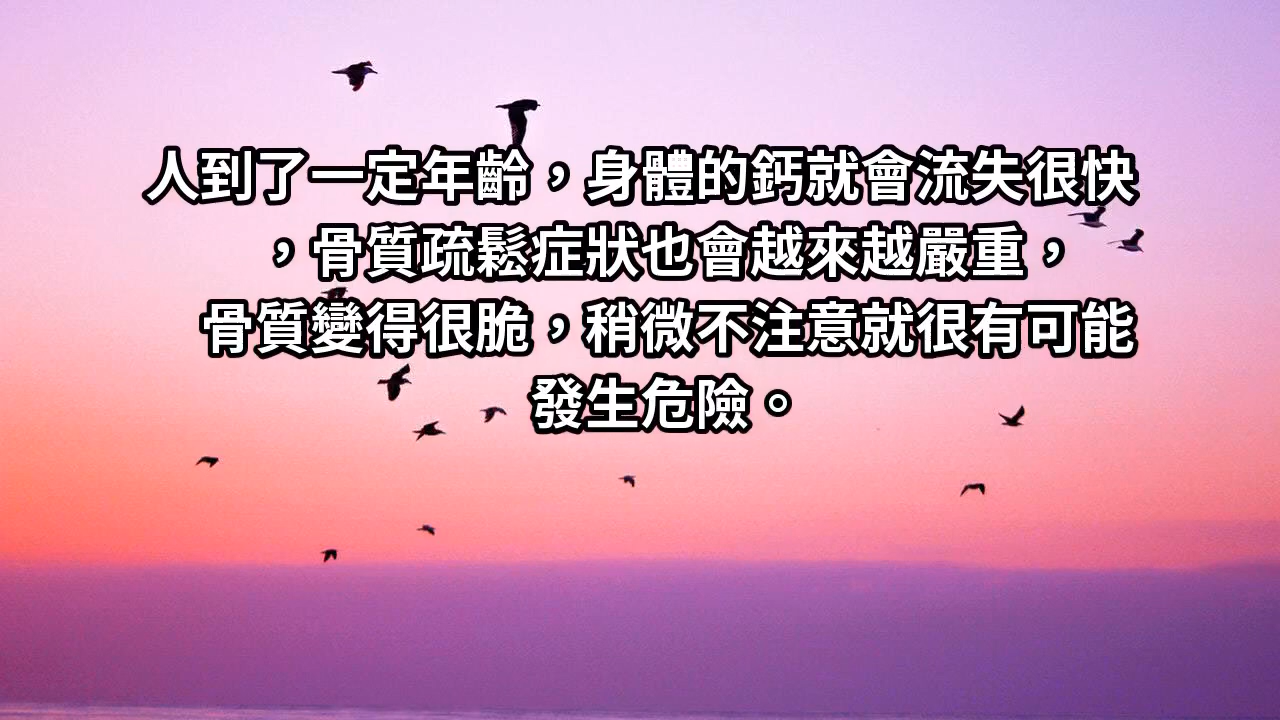 人到了一定年齡，身體的鈣就會流失很快
，骨質疏鬆症狀也會越來越嚴重，
骨質變得很脆，稍微不注意就很有可能
發生危險。